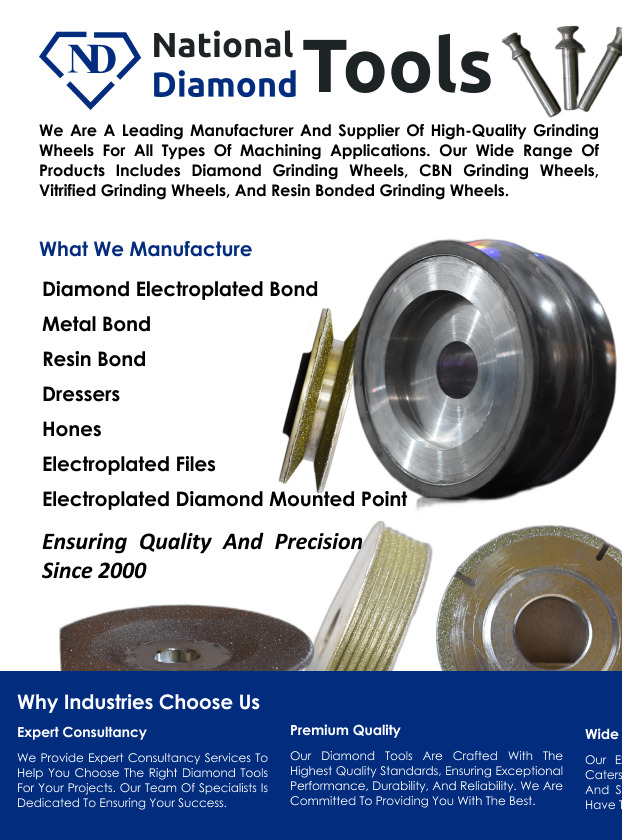 ND
National
Diamond
Tools
We Are A Leading Manufacturer And Supplier Of High-Quality Grinding
Wheels For All Types Of Machining Applications. Our Wide Range Of
Products Includes Diamond Grinding Wheels, CBN Grinding Wheels,
Vitrified Grinding Wheels, And Resin Bonded Grinding Wheels.
What We Manufacture
Diamond Electroplated Bond
Metal Bond
Resin Bond
Dressers
Hones
Electroplated Files
Electroplated Diamond Mounted Point
Ensuring Quality And Precision
Since 2000
Why Industries Choose Us
Expert Consultancy
We Provide Expert Consultancy Services To
Help You Choose The Right Diamond Tools
For Your Projects. Our Team Of Specialists Is
Dedicated To Ensuring Your Success.
Premium Quality
Our Diamond Tools Are Crafted With The
Highest Quality Standards, Ensuring Exceptional
Performance, Durability, And Reliability. We Are
Committed To Providing You With The Best.
Wide
Our
Caters
And
Have